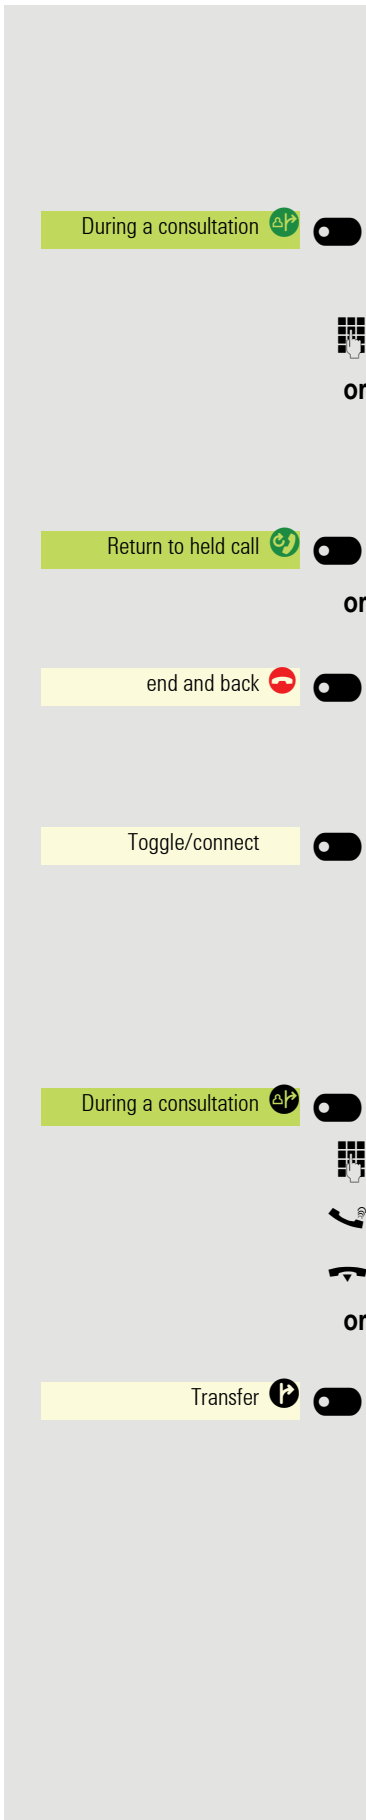 During a consultation
or
Return to held call
or
end and back
Toggle/connect
During a consultation
or
Transfer